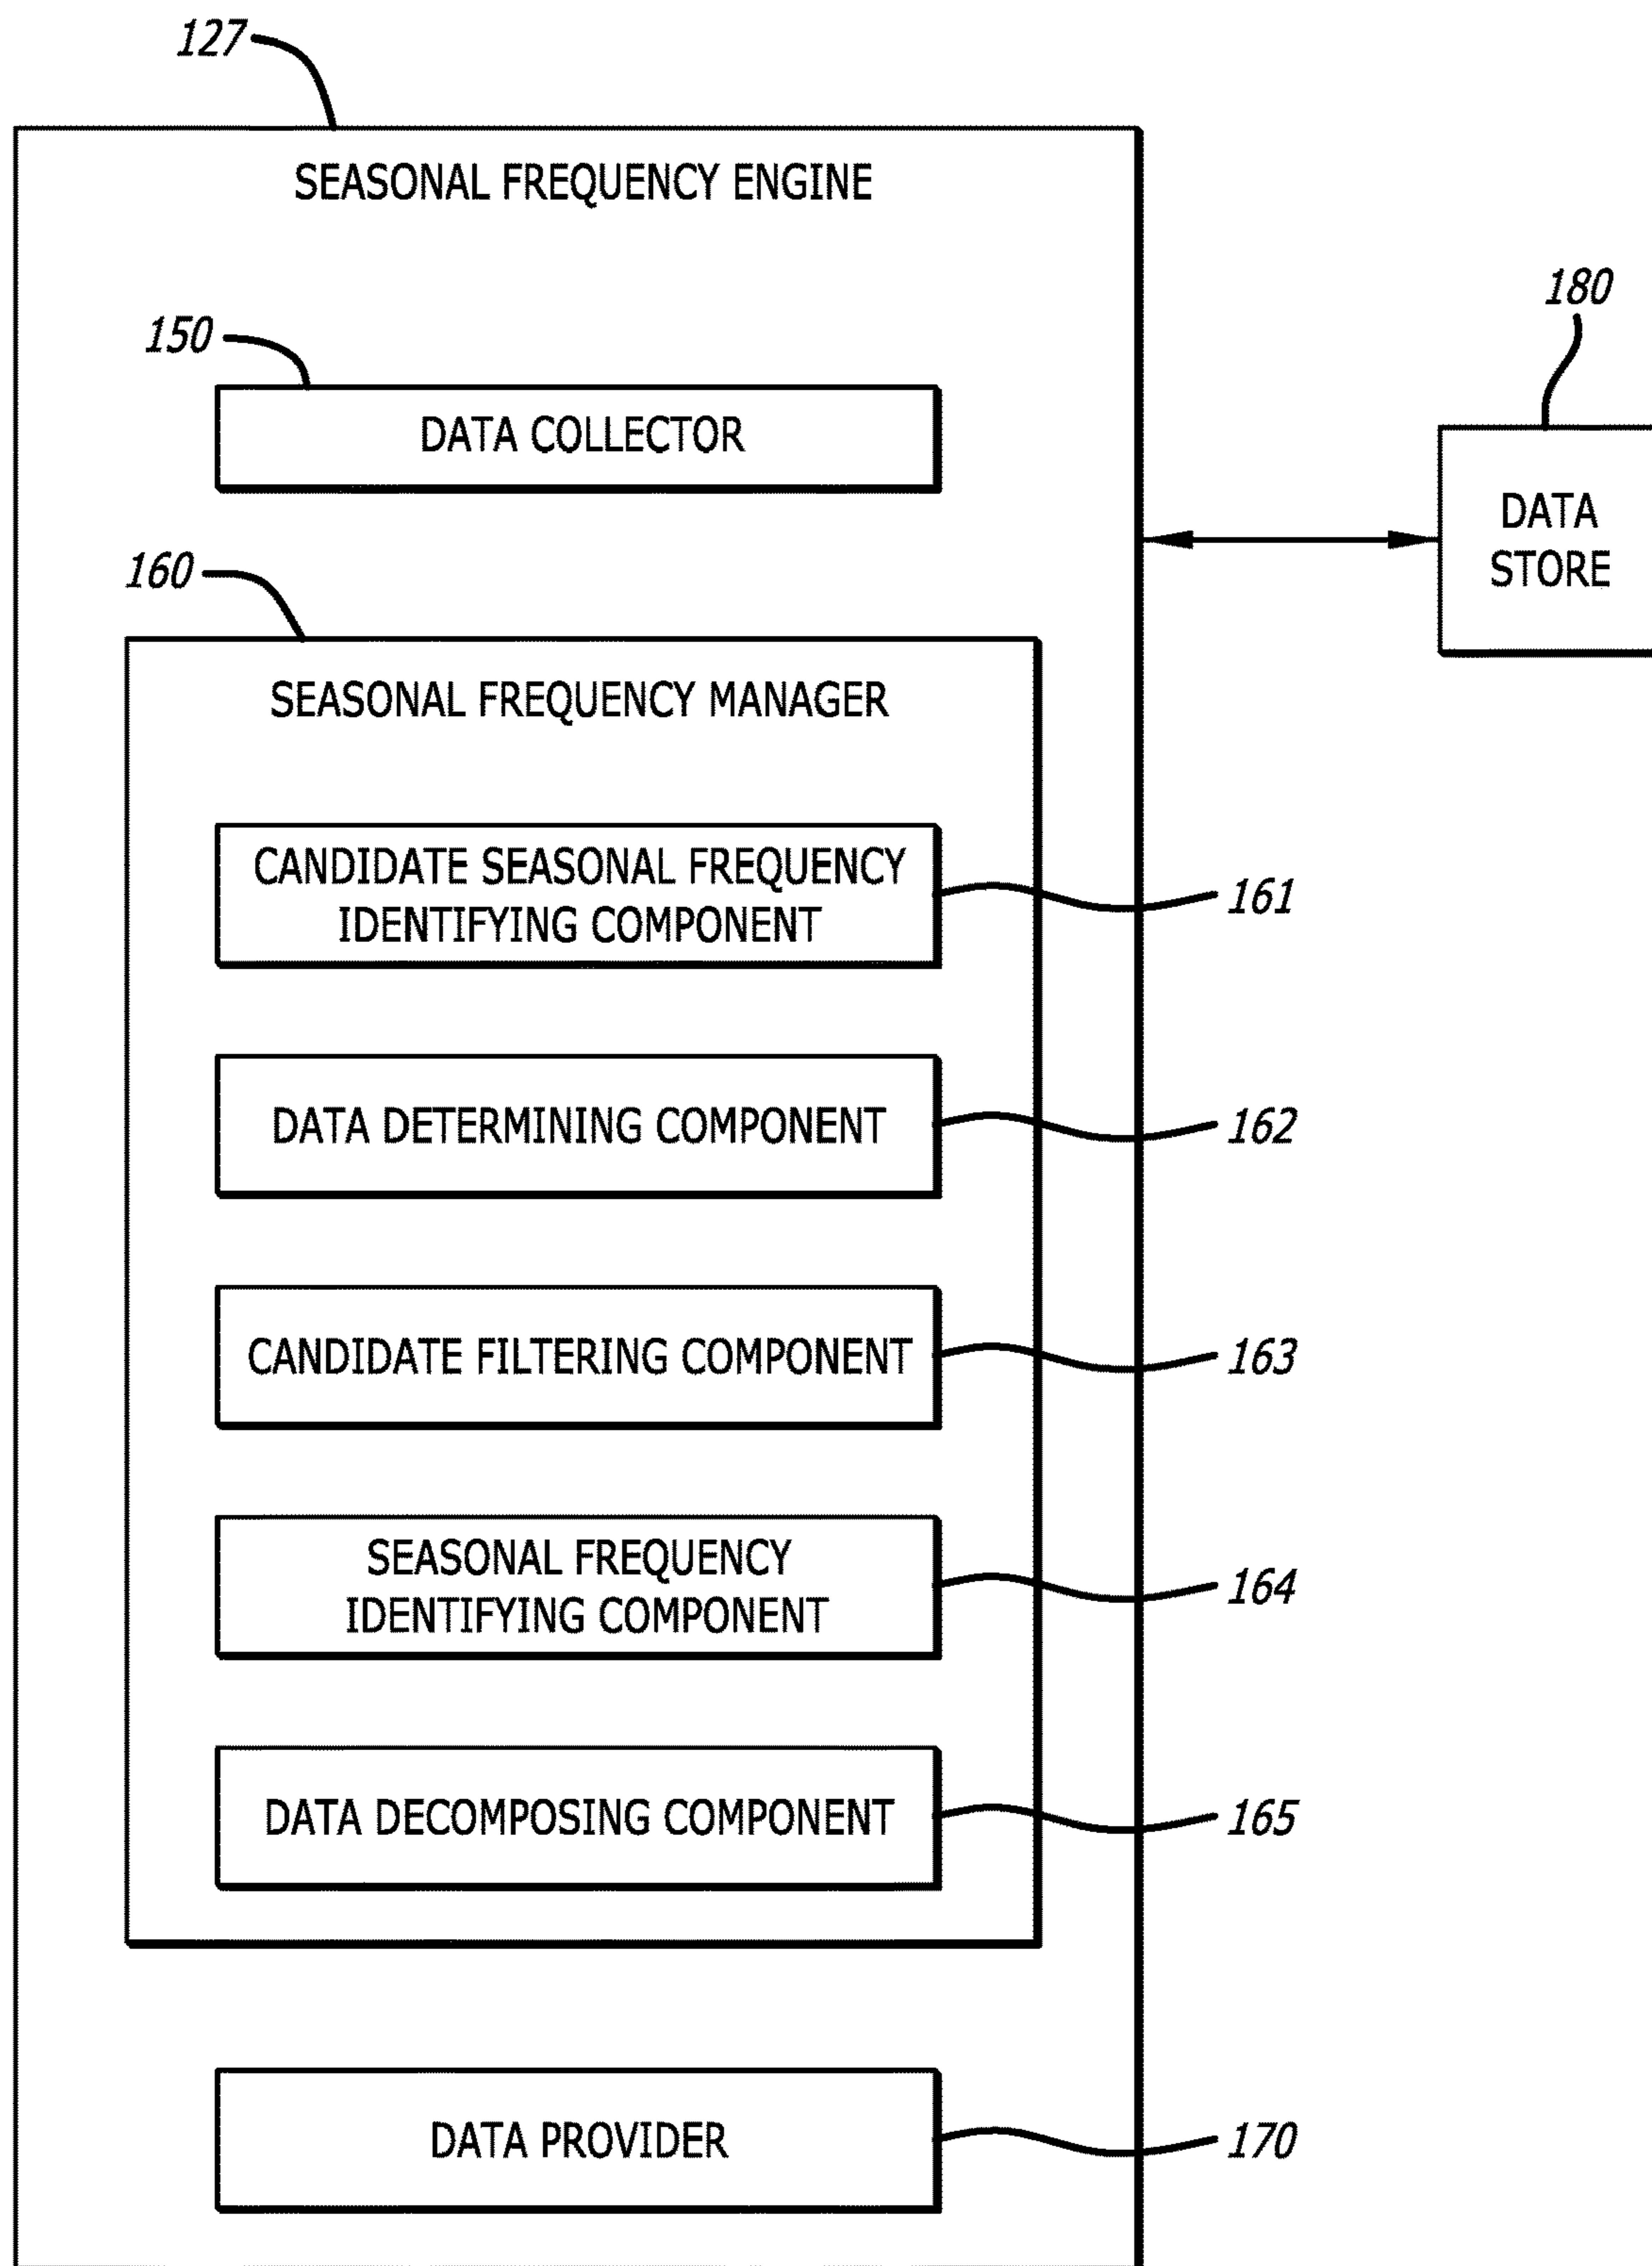 127
SEASONAL FREQUENCY ENGINE
150
DATA COLLECTOR
180
DATA
STORE
160
SEASONAL FREQUENCY MANAGER
CANDIDATE SEASONAL FREQUENCY
IDENTIFYING COMPONENT
161
DATA DETERMINING COMPONENT
162
CANDIDATE FILTERING COMPONENT
163
SEASONAL FREQUENCY
IDENTIFYING COMPONENT
164
DATA DECOMPOSING COMPONENT
165
DATA PROVIDER
170